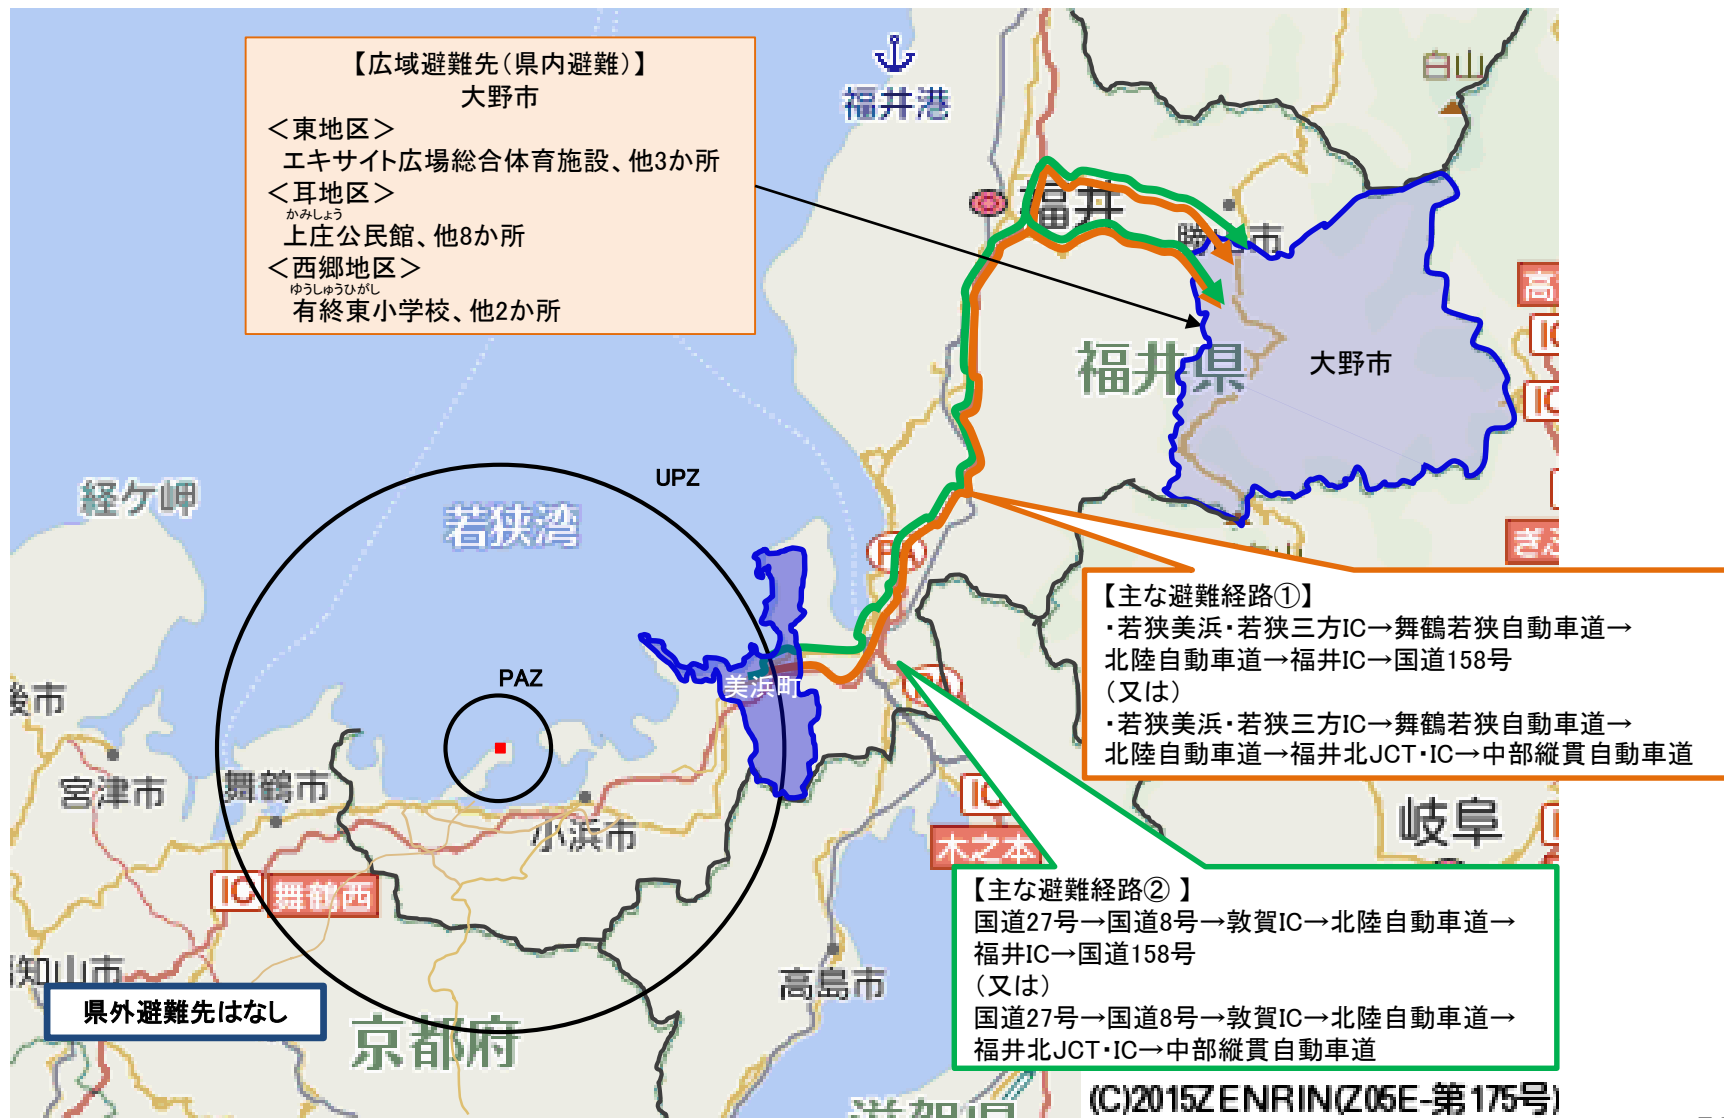 【広域避難先(県内避難)】
大野市
＜東地区＞
エキサイト広場総合体育施設、他3か所
＜耳地区＞
かみしょう
上庄公民館、他8か所
＜西郷地区＞
ゆうしゅうひがし
有終東小学校、他2か所
福井港
白山
福井
勝山市
福井県
大野市
UPZ
経ケ岬
若狭湾
PA
PAZ
美浜町
PA
後市
宮津市
舞鶴市
小浜市
IC
舞鶴西
IC
木之本
岐阜
高島市
知山市
県外避難先はなし
京都府
滋賀県
【主な避難経路①】
・若狭美浜・若狭三方IC→舞鶴若狭自動車道→
北陸自動車道→福井IC→国道158号
(又は)
・若狭美浜・若狭三方IC→舞鶴若狭自動車道→
北陸自動車道→福井北JCT・IC→中部縦貫自動車道
【主な避難経路② 】
国道27号→国道8号→敦賀IC→北陸自動車道→
福井IC→国道158号
(又は)
国道27号→国道8号→敦賀IC→北陸自動車道→
福井北JCT・IC→中部縦貫自動車道
(C)2015ZENRIN(Z05E-第175号)